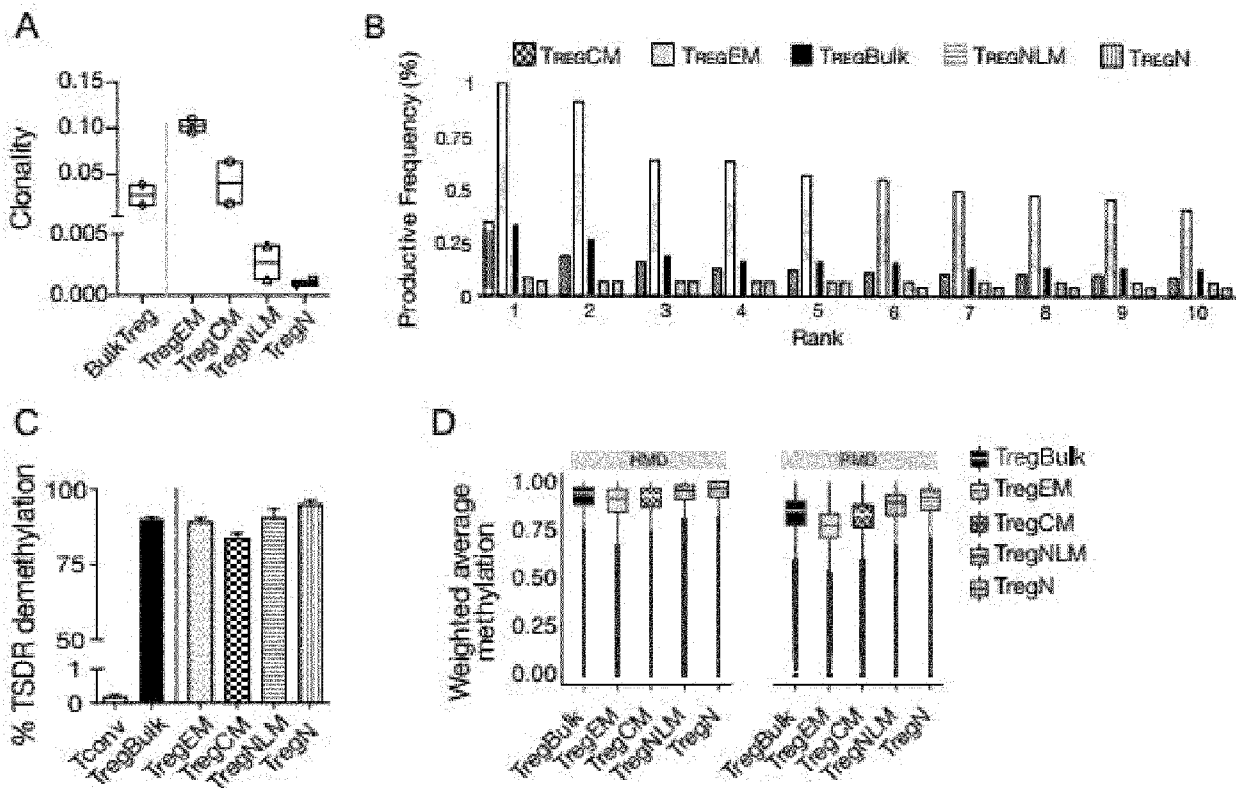 A
Clonality
0.15
0.10
0.05
0.005
0.000
BulkTreg
TregEM
TregCM
TregNLM
TregN
B
TREGCM TREGEM TREGBulk TREGNLM TREGN
Productive Frequency (%)
1
0.75
0.5
0.25
0
1 2 3 4 5 6 7 8 9 10
Rank
C
% TSDR demethylation
100
75
50
1
0
Tconv
TregBulk
TregEM
TregCM
TregNLM
TregN
D
Weighted average
methylation
HMD PMD
1.00
0.75
0.50
0.25
0.00
TregBulk
TregEM
TregCM
TregNLM
TregN
TregBulk
TregEM
TregCM
TregNLM
TregN
TregBulk
TregEM
TregCM
TregNLM
TregN